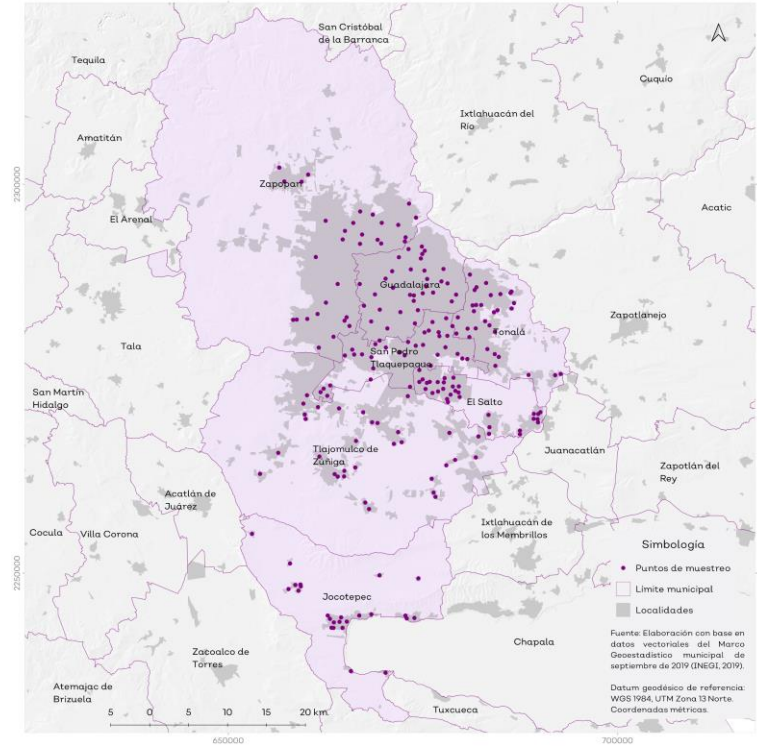 San Cristóbal
de la Barranca
Tequila
Cuquío
Ixtlahuacán del
Río
Amatitán
2300000
Zapopan
Acatic
El Arenal
Guadalajara
Zapotlanejo
Tonalá
Tala
San Pedro
Tlaquepaque
San Martín
Hidalgo
El Salto
Tlajomulco de
Zúñiga
Juanacatlán
Zapotlán del
Rey
Acatlán de
Juárez
Cocula
Villa Corona
Ixtlahuacán de
los Membrillos
Simbología
Puntos de muestreo
2250000
Límite municipal
Jocotepec
Localidades
Chapala
Fuente: Elaboración con base en
datos vectoriales del Marco
Geoestadístico municipal de
septiembre de 2019 (INEGI, 2019).
Zacoalco de
Torres
Datum geodésico de referencia:
WGS 1984, UTM Zona 13 Norte.
Coordenadas métricas.
Atemajac de
Brizuela
Tuxcueca
5 0 5 10 15 20 km
650000 700000